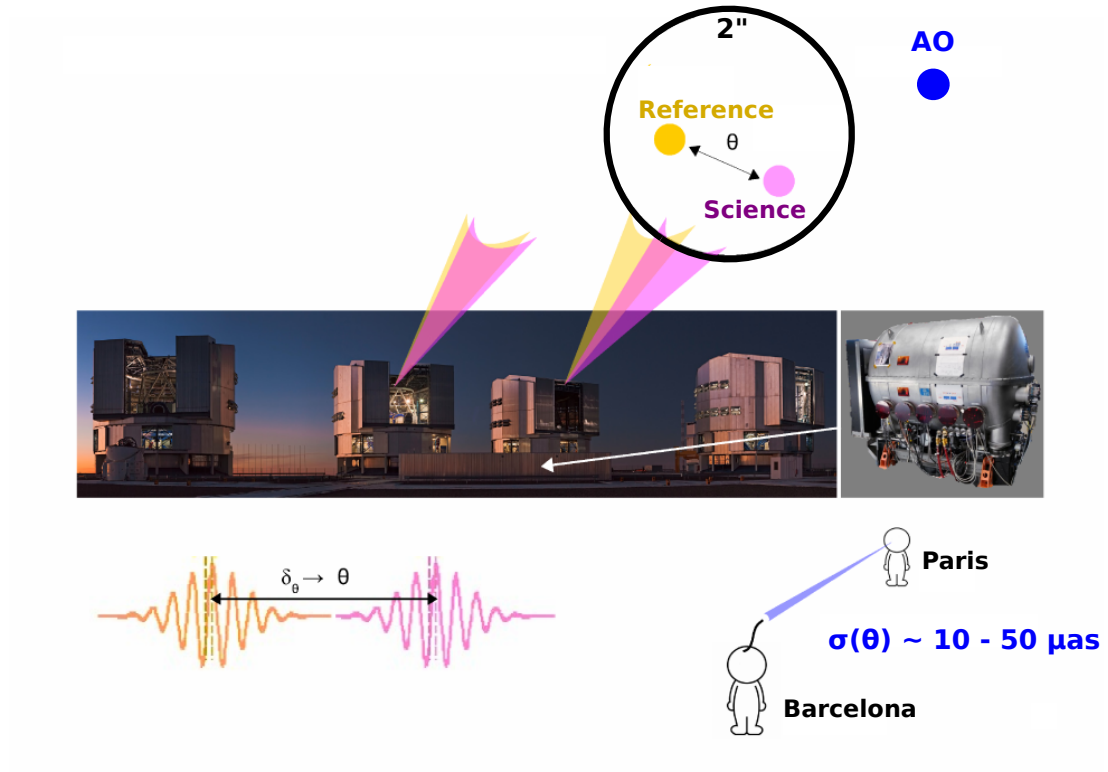 2"
AO
Reference
θ
Science
δθ→ θ
Paris
σ(θ) ~ 10 - 50 μas
Barcelona